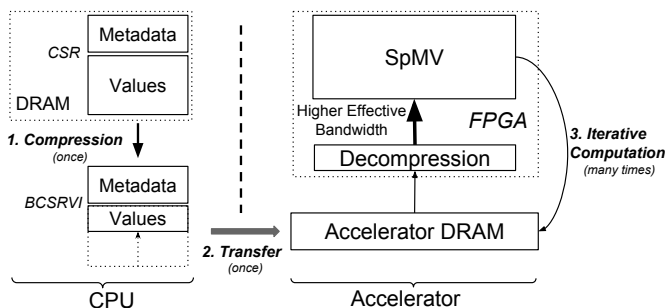 Metadata
CSR
Values
DRAM
1. Compression
(once)
Metadata
BCSRVI
Values
CPU
2. Transfer
(once)
SpMV
Higher Effective
Bandwidth
FPGA
Decompression
3. Iterative
Computation
(many times)
Accelerator DRAM
Accelerator